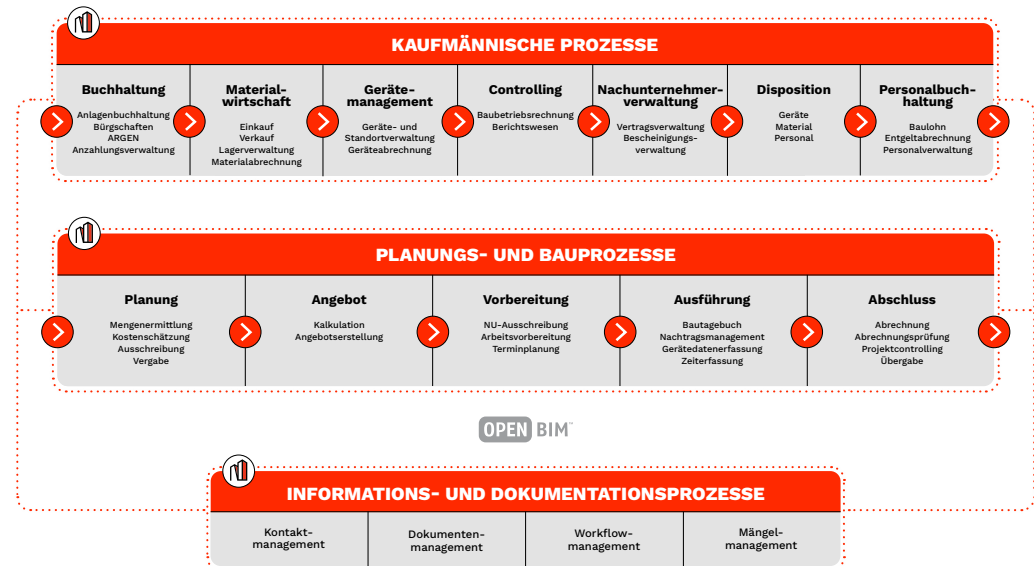 KAUFMÄNNISCHE PROZESSE
Buchhaltung
Anlagenbuchhaltung
Bürgschaften
ARGEN
Anzahlungsverwaltung
Material-
wirtschaft
Einkauf
Verkauf
Lagerverwaltung
Materialabrechnung
Geräte-
management
Geräte- und
Standortverwaltung
Geräteabrechnung
Controlling
Baubetriebsrechnung
Berichtswesen
Nachunternehmer-
verwaltung
Vertragsverwaltung
Bescheinigungs-
verwaltung
Disposition
Geräte
Material
Personal
Personalbuch-
haltung
Baulohn
Entgeltabrechnung
Personalverwaltung
PLANUNGS- UND BAUPROZESSE
Planung
Mengenermittlung
Kostenschätzung
Ausschreibung
Vergabe
Angebot
Kalkulation
Angebotserstellung
Vorbereitung
NU-Ausschreibung
Arbeitsvorbereitung
Terminplanung
Ausführung
Bautagebuch
Nachtragsmanagement
Gerätedatenerfassung
Zeiterfassung
Abschluss
Abrechnung
Abrechnungsprüfung
Projektcontrolling
Übergabe
OPEN BIM™
INFORMATIONS- UND DOKUMENTATIONSPROZESSE
Kontakt-
management
Dokumenten-
management
Workflow-
management
Mängel-
management